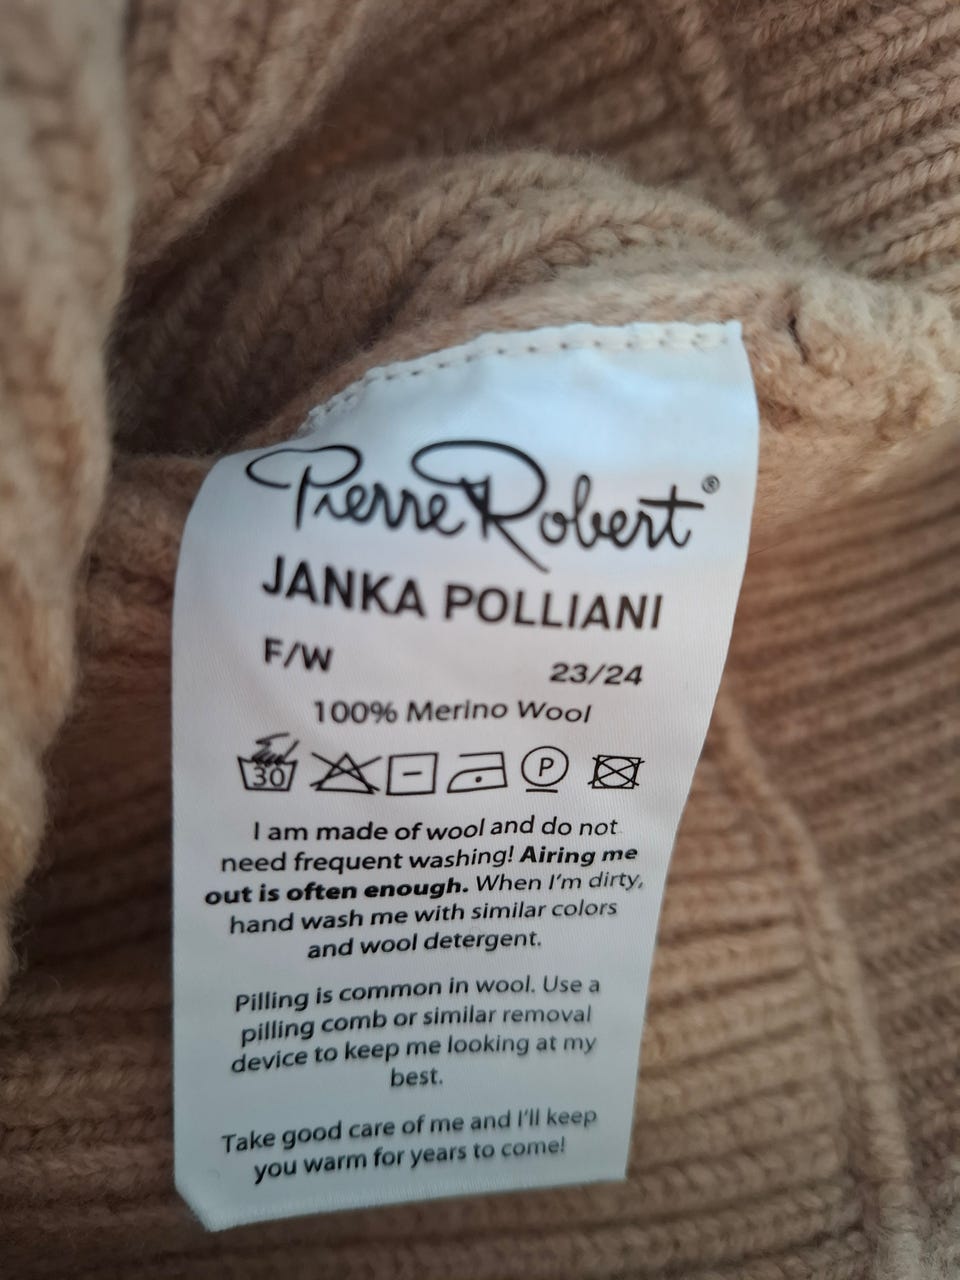 Pierre Robert®
JANKA POLLIANI
F/W 23/24
100% Merino Wool
30 P
I am made of wool and do not
need frequent washing! Airing me
out is often enough. When I'm dirty,
hand wash me with similar colors
and wool detergent.
Pilling is common in wool. Use a
pilling comb or similar removal
device to keep me looking at my
best.
Take good care of me and I'll keep
you warm for years to come!